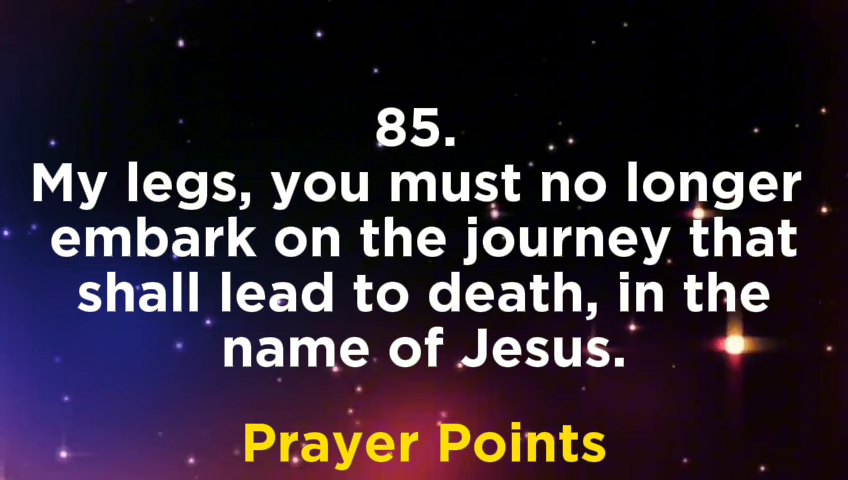 85.
My legs, you must no longer
embark on the journey that
shall lead to death, in the
name of Jesus.
Prayer Points